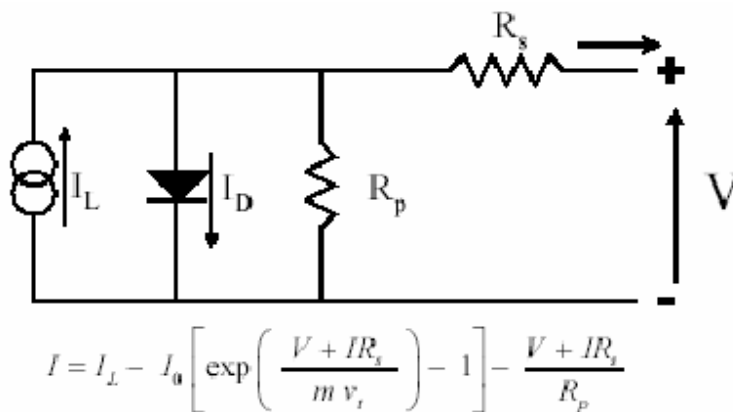 R_s
+
I_L
I_D
R_p
V
-
I = I_L - I_0 [ exp ( (V + IR_s) / (m v_t) ) - 1 ] - (V + IR_s) / R_p